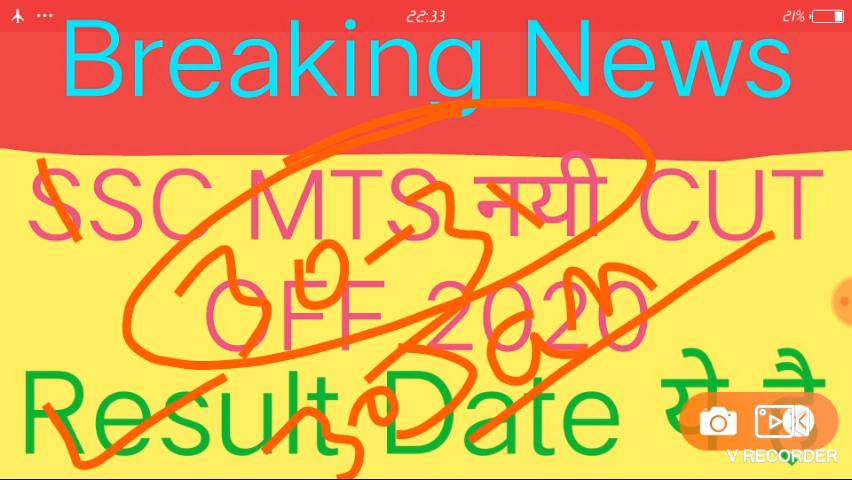 22:33 21%
Breaking News
SSC MTS नयी CUT
OFF 2020
Result Date ये है
V RECORDER